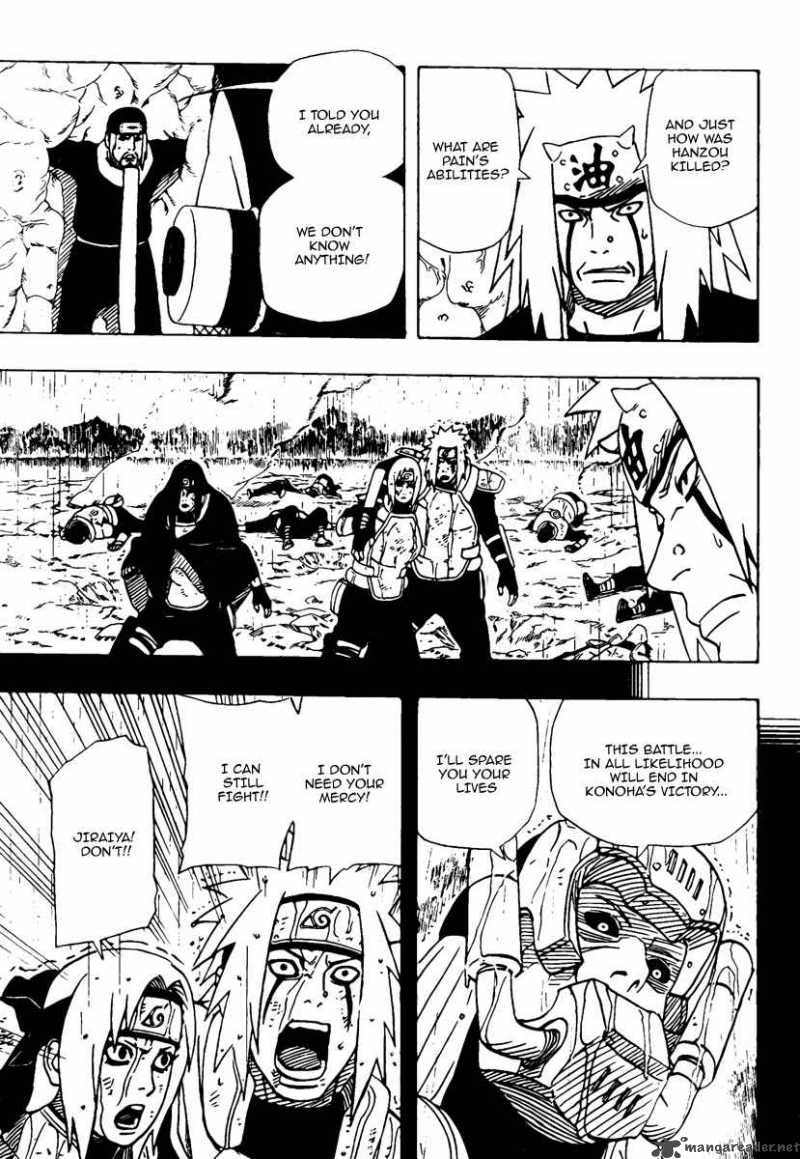 AND JUST
HOW WAS
HANZOU
KILLED?
WHAT ARE
PAIN'S
ABILITIES?
I TOLD YOU
ALREADY,
WE DON'T
KNOW
ANYTHING!
油
油
THIS BATTLE...
IN ALL LIKELIHOOD
WILL END IN
KONOHA'S VICTORY...
I'LL SPARE
YOU YOUR
LIVES
I DON'T
NEED YOUR
MERCY!
I CAN
STILL
FIGHT!!
JIRAIYA!
DON'T!!
mangareader.net